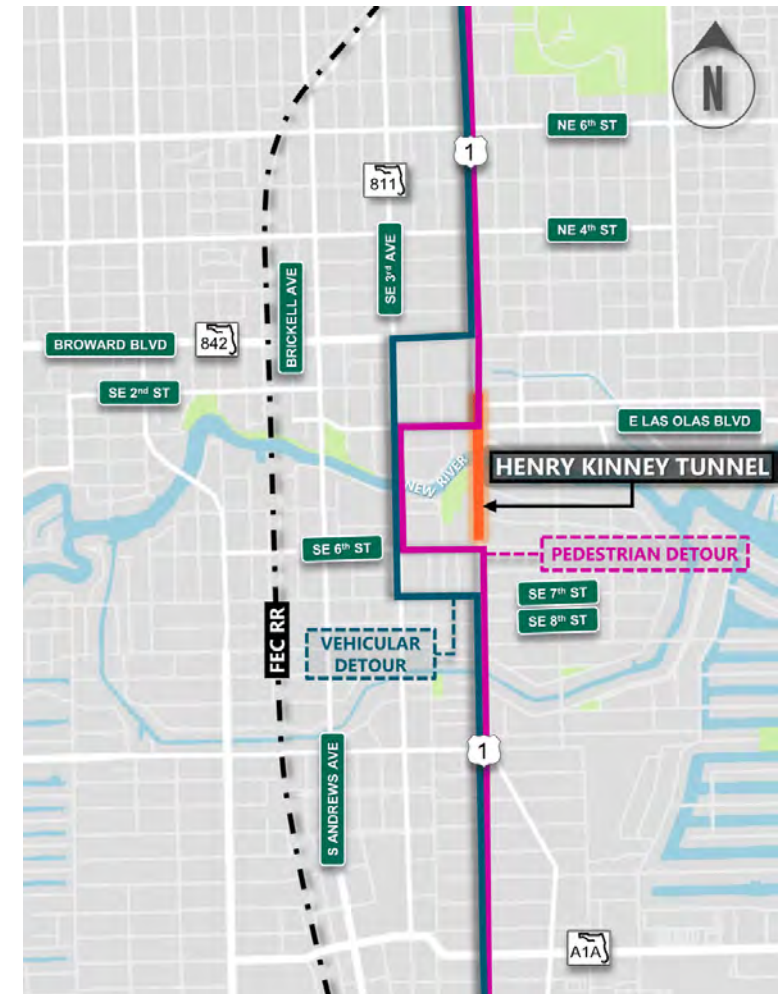 N
NE 6th ST
1
811
NE 4th ST
SE 3rd AVE
BRICKELL AVE
BROWARD BLVD
842
SE 2nd ST
E LAS OLAS BLVD
HENRY KINNEY TUNNEL
NEW RIVER
SE 6th ST
PEDESTRIAN DETOUR
SE 7th ST
SE 8th ST
VEHICULAR
DETOUR
FEC RR
S ANDREWS AVE
1
A1A